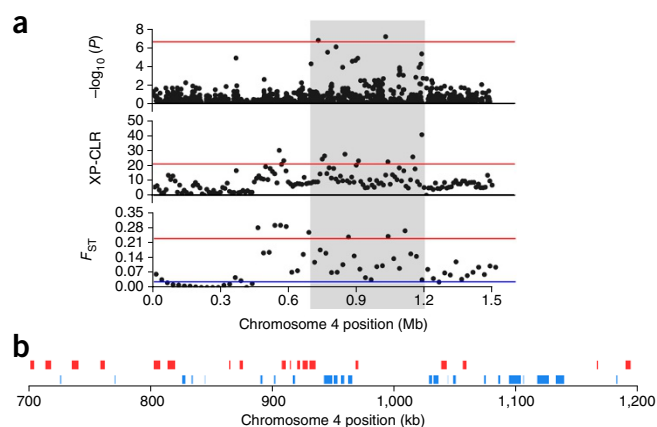 a
–log10 (P)
8
6
4
2
0
XP-CLR
50
40
30
20
10
0
FST
0.35
0.28
0.21
0.14
0.07
0.00
0.0 0.3 0.6 0.9 1.2 1.5
Chromosome 4 position (Mb)
b
700 800 900 1,000 1,100 1,200
Chromosome 4 position (kb)